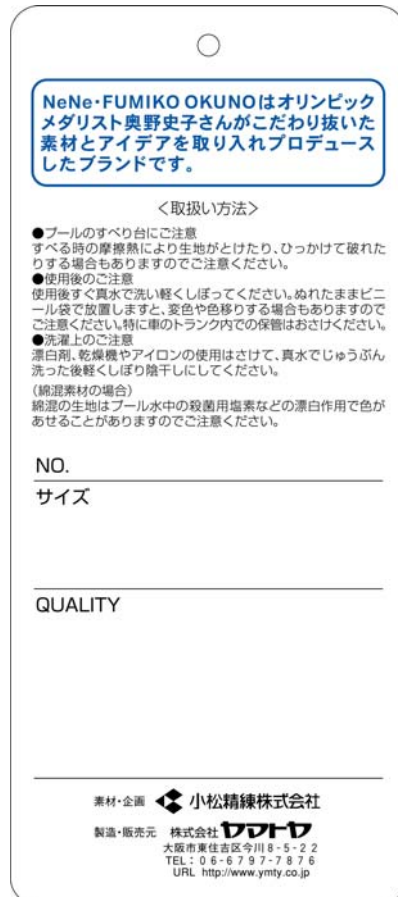 NeNe・FUMIKO OKUNOはオリンピック
メダリスト奥野史子さんがこだわり抜いた
素材とアイデアを取り入れプロデュース
したブランドです。
＜取扱い方法＞
●プールのすべり台にご注意
すべる時の摩擦熱により生地がとけたり、ひっかけて破れた
りする場合もありますのでご注意ください。
●使用後のご注意
使用後すぐ真水で洗い軽くしぼってください。ぬれたままビニ
ール袋で放置しますと、変色や色移りする場合もありますので
ご注意ください。特に車のトランク内での保管はおさけください。
●洗濯上のご注意
漂白剤、乾燥機やアイロンの使用はさけて、真水でじゅうぶん
洗った後軽くしぼり陰干しにしてください。
（綿混素材の場合）
綿混の生地はプール水中の殺菌用塩素などの漂白作用で色が
あせることがありますのでご注意ください。
NO.
サイズ
QUALITY
素材・企画 小松精練株式会社
製造・販売元 株式会社ヤマトヤ
大阪市東住吉区今川8-5-22
TEL：06-6797-7876
URL http://www.ymty.co.jp